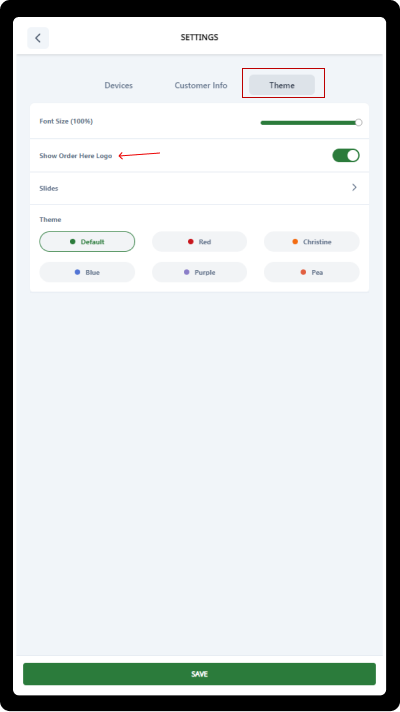 SETTINGS
Devices Customer Info Theme
Font Size (100%)
Show Order Here Logo
Slides
Theme
Default Red Christine
Blue Purple Pea
SAVE